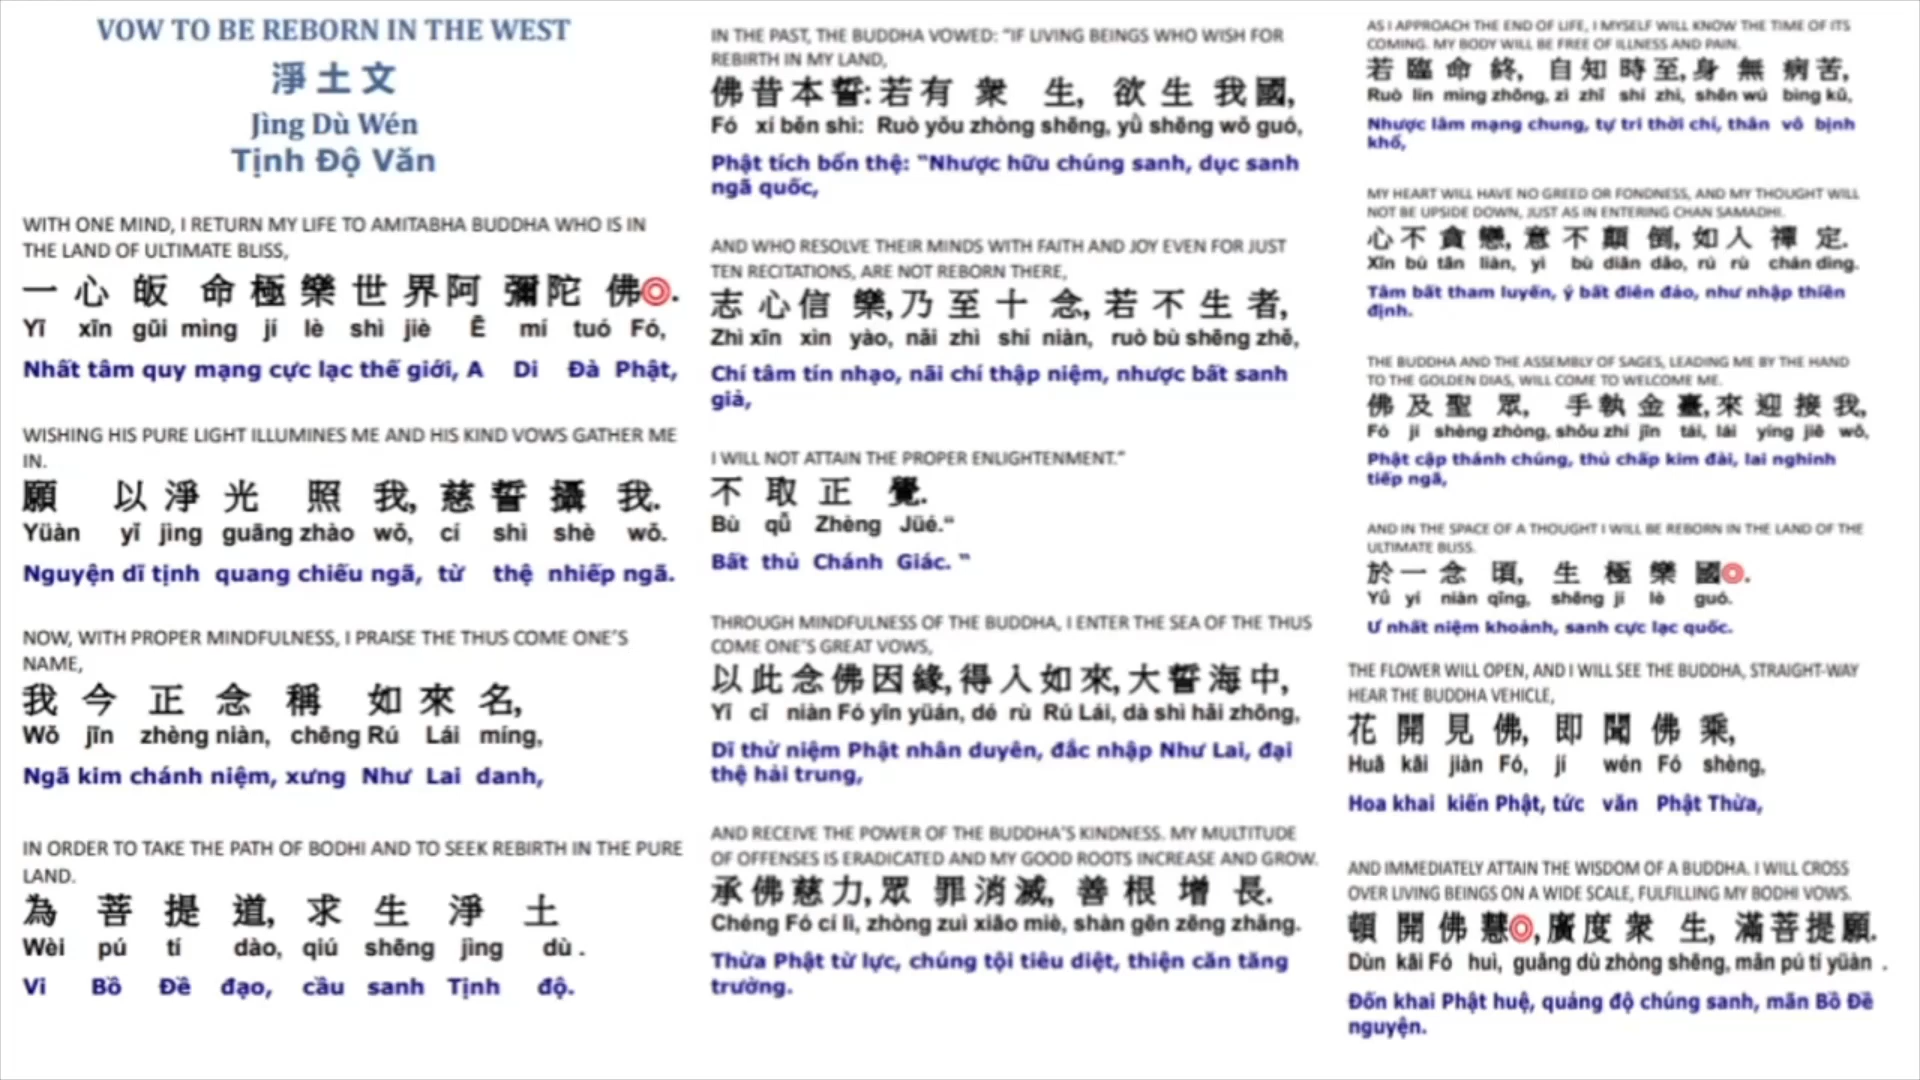 VOW TO BE REBORN IN THE WEST
淨土文
Jìng Dù Wén
Tịnh Độ Văn
WITH ONE MIND, I RETURN MY LIFE TO AMITABHA BUDDHA WHO IS IN
THE LAND OF ULTIMATE BLISS,
一心皈命極樂世界阿彌陀佛◎.
Yī xīn gūi mìng jí lè shì jiè Ē mí tuó Fó,
Nhất tâm quy mạng cực lạc thế giới, A Di Đà Phật,
WISHING HIS PURE LIGHT ILLUMINES ME AND HIS KIND VOWS GATHER ME
IN.
願以淨光照我, 慈誓攝我.
Yüàn yǐ jìng guāng zhào wǒ, cí shì shè wǒ.
Nguyện dĩ tịnh quang chiếu ngã, từ thệ nhiếp ngã.
NOW, WITH PROPER MINDFULNESS, I PRAISE THE THUS COME ONE'S
NAME,
我今正念稱如來名,
Wǒ jīn zhèng niàn, chēng Rú Lái míng,
Ngã kim chánh niệm, xưng Như Lai danh,
IN ORDER TO TAKE THE PATH OF BODHI AND TO SEEK REBIRTH IN THE PURE
LAND.
為菩提道, 求生淨土
Wèi pú tí dào, qiú shēng jìng dù .
Vì Bồ Đề đạo, cầu sanh Tịnh độ.
IN THE PAST, THE BUDDHA VOWED: "IF LIVING BEINGS WHO WISH FOR
REBIRTH IN MY LAND,
佛昔本誓: 若有衆生, 欲生我國,
Fó xí běn shì: Ruò yǒu zhòng shēng, yǜ shēng wǒ guó,
Phật tích bổn thệ: "Nhược hữu chúng sanh, dục sanh
ngã quốc,
AND WHO RESOLVE THEIR MINDS WITH FAITH AND JOY EVEN FOR JUST
TEN RECITATIONS, ARE NOT REBORN THERE,
志心信樂, 乃至十念, 若不生者,
Zhì xīn xìn yào, nǎi zhì shí niàn, ruò bù shēng zhě,
Chí tâm tín nhạo, nãi chí thập niệm, nhược bất sanh
giả,
I WILL NOT ATTAIN THE PROPER ENLIGHTENMENT."
不取正覺.
Bù qǚ Zhèng Jüé."
Bất thủ Chánh Giác. "
THROUGH MINDFULNESS OF THE BUDDHA, I ENTER THE SEA OF THE THUS
COME ONE'S GREAT VOWS,
以此念佛因緣, 得入如來, 大誓海中,
Yǐ cǐ niàn Fó yīn yüán, dé rù Rú Lái, dà shì hǎi zhōng,
Dĩ thử niệm Phật nhân duyên, đắc nhập Như Lai, đại
thệ hải trung,
AND RECEIVE THE POWER OF THE BUDDHA'S KINDNESS. MY MULTITUDE
OF OFFENSES IS ERADICATED AND MY GOOD ROOTS INCREASE AND GROW.
承佛慈力, 眾罪消滅, 善根增長.
Chéng Fó cí lì, zhòng zuì xiāo miè, shàn gēn zēng zhǎng.
Thừa Phật từ lực, chúng tội tiêu diệt, thiện căn tăng
trưởng.
AS I APPROACH THE END OF LIFE, I MYSELF WILL KNOW THE TIME OF ITS
COMING. MY BODY WILL BE FREE OF ILLNESS AND PAIN.
若臨命終, 自知時至, 身無病苦,
Ruò lín mìng zhōng, zì zhī shí zhì, shēn wú bìng kǔ,
Nhược lâm mạng chung, tự tri thời chí, thân vô bịnh
khổ,
MY HEART WILL HAVE NO GREED OR FONDNESS, AND MY THOUGHT WILL
NOT BE UPSIDE DOWN, JUST AS IN ENTERING CHAN SAMADHI.
心不貪戀, 意不顛倒, 如入禪定.
Xīn bù tān liàn, yì bù diān dǎo, rú rù chán dìng.
Tâm bất tham luyến, ý bất điên đảo, như nhập thiền
định.
THE BUDDHA AND THE ASSEMBLY OF SAGES, LEADING ME BY THE HAND
TO THE GOLDEN DIAS, WILL COME TO WELCOME ME.
佛及聖眾, 手執金臺, 來迎接我,
Fó jí shèng zhòng, shǒu zhí jīn tái, lái yíng jiē wǒ,
Phật cập thánh chúng, thủ chấp kim đài, lai nghinh
tiếp ngã,
AND IN THE SPACE OF A THOUGHT I WILL BE REBORN IN THE LAND OF THE
ULTIMATE BLISS.
於一念頃, 生極樂國◎.
Yǘ yí niàn qǐng, shēng jí lè guó.
Ư nhất niệm khoảnh, sanh cực lạc quốc.
THE FLOWER WILL OPEN, AND I WILL SEE THE BUDDHA, STRAIGHT-WAY
HEAR THE BUDDHA VEHICLE,
花開見佛, 即聞佛乘,
Huā kāi jiàn Fó, jí wén Fó shèng,
Hoa khai kiến Phật, tức văn Phật Thừa,
AND IMMEDIATELY ATTAIN THE WISDOM OF A BUDDHA. I WILL CROSS
OVER LIVING BEINGS ON A WIDE SCALE, FULFILLING MY BODHI VOWS.
頓開佛慧◎, 廣度衆生, 滿菩提願.
Dùn kāi Fó huì, guǎng dù zhòng shēng, mǎn pú tí yüàn .
Đốn khai Phật huệ, quảng độ chúng sanh, mãn Bồ Đề
nguyện.